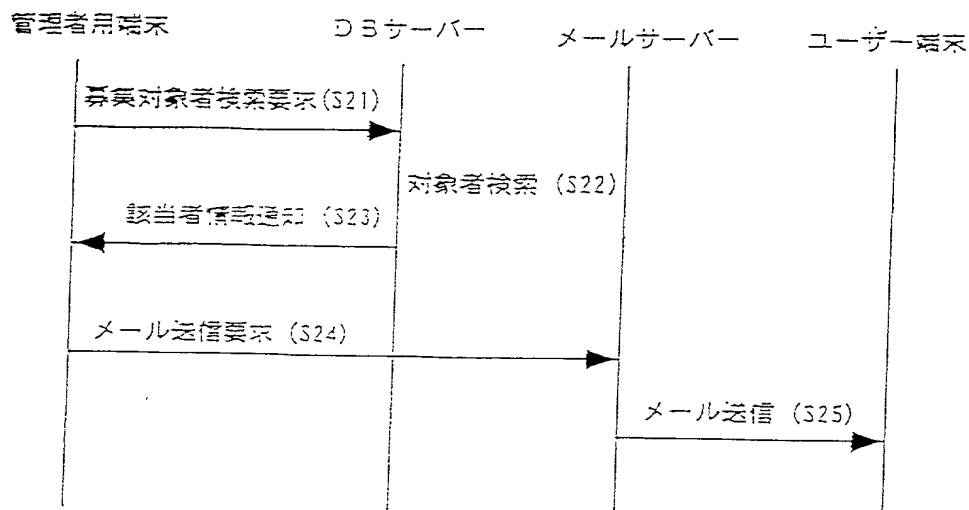 管理者用端末
DBサーバー
メールサーバー
ユーザー端末
募集対象者検索要求(S21)
対象者検索 (S22)
該当者情報通知 (S23)
メール送信要求 (S24)
メール送信 (S25)